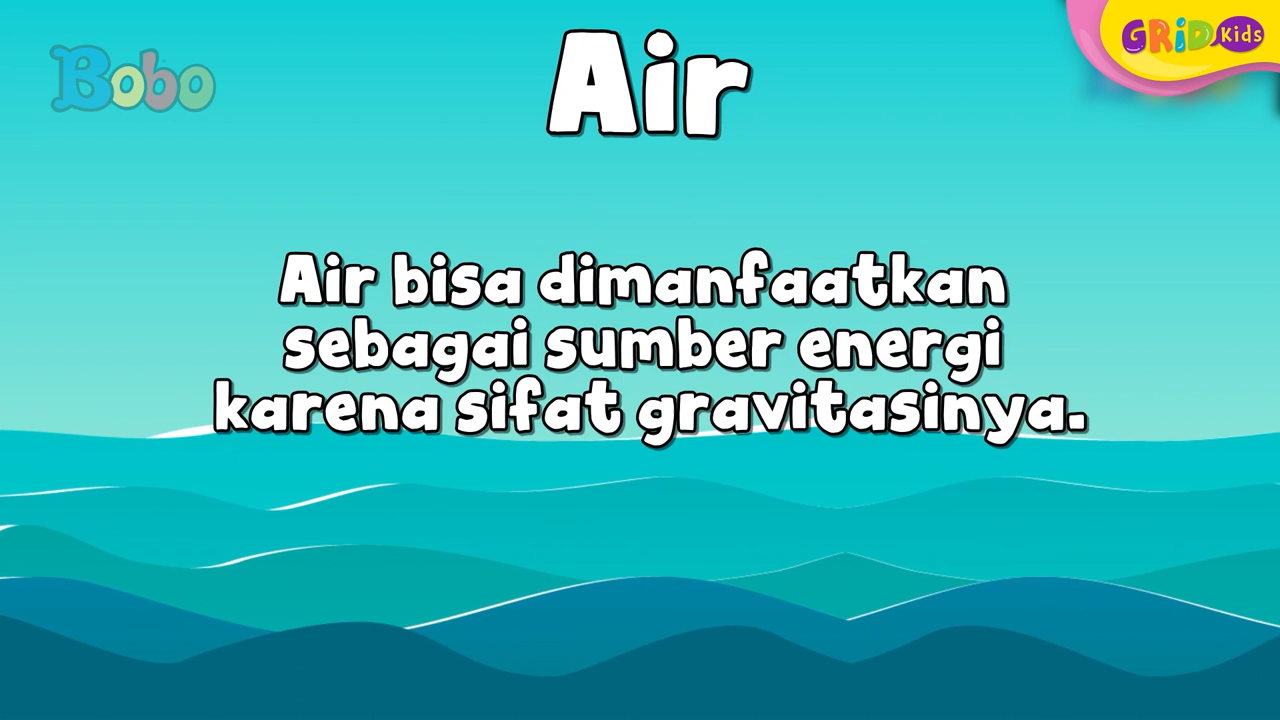 Bobo
GRID Kids
Air
Air bisa dimanfaatkan
sebagai sumber energi
karena sifat gravitasinya.